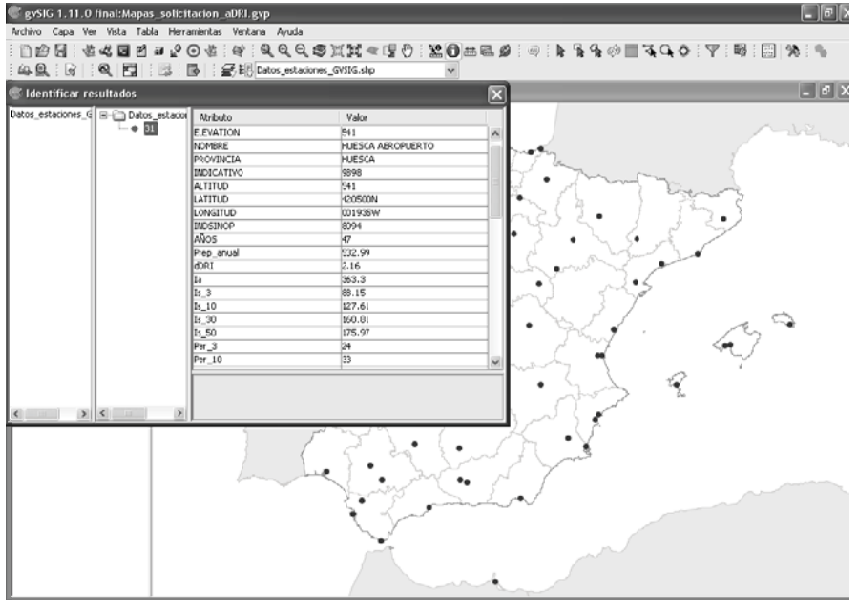 gvSIG 1.11.0 final:Mapas_solicitacion_aDRI.gvp
Archivo Capa Ver Vista Tabla Herramientas Ventana Ayuda
Datos_estaciones_GVSIG.shp
Identificar resultados
Datos_estaciones_G
Datos_estacion
31
Atributo Valor
ELEVATION 541
NOMBRE HUESCA AEROPUERTO
PROVINCIA HUESCA
INDICATIVO 9898
ALTITUD 541
LATITUD 420500N
LONGITUD 001935W
INDSINOP 8094
AÑOS 47
Prep_anual 532.99
dDRI 2.16
Is 363.3
Is_3 88.15
Is_10 127.61
Is_30 160.81
Is_50 175.97
Per_3 24
Per_10 33